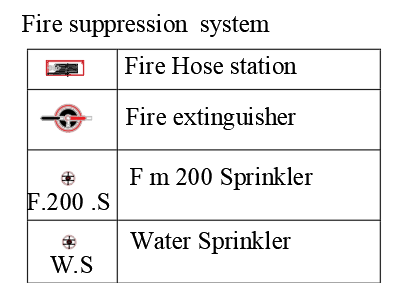 Fire suppression system
Fire Hose station
Fire extinguisher
F m 200 Sprinkler
F.200 .S
Water Sprinkler
W.S